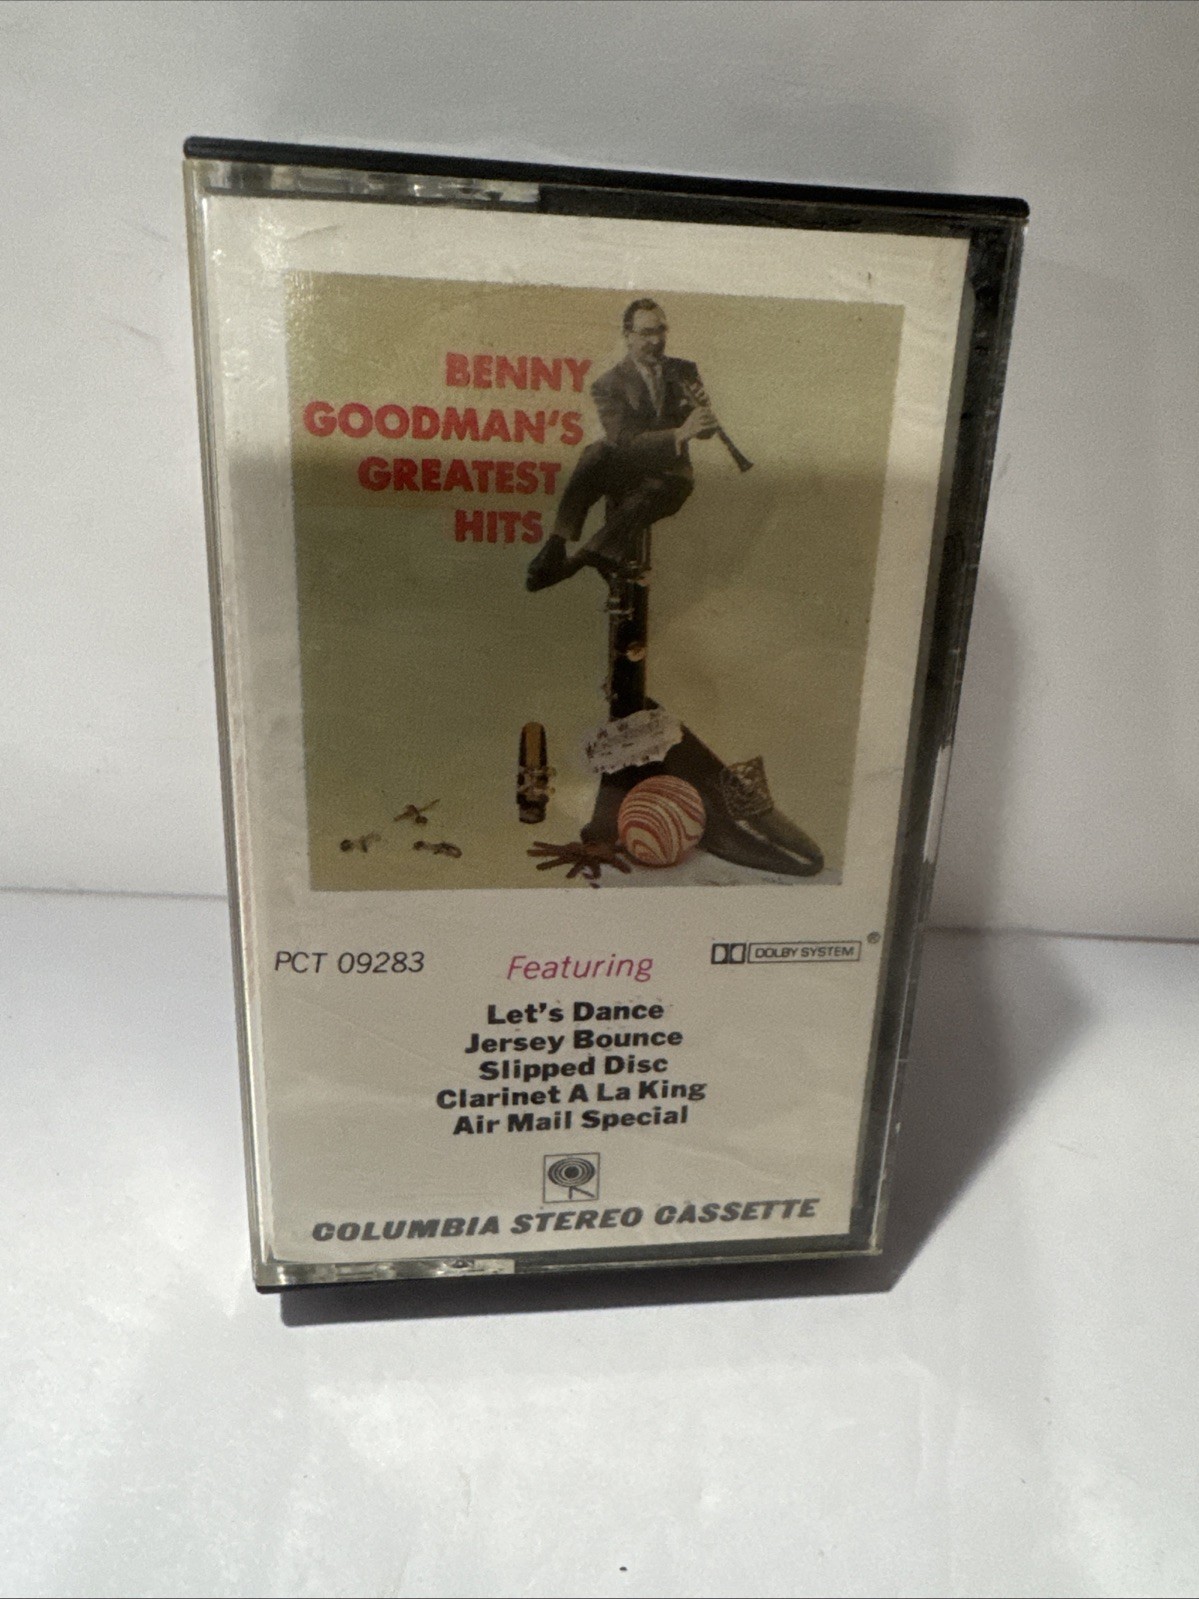 BENNY
GOODMAN'S
GREATEST
HITS
PCT 09283
Featuring
DOLBY SYSTEM ®
Let's Dance
Jersey Bounce
Slipped Disc
Clarinet A La King
Air Mail Special
COLUMBIA STEREO CASSETTE